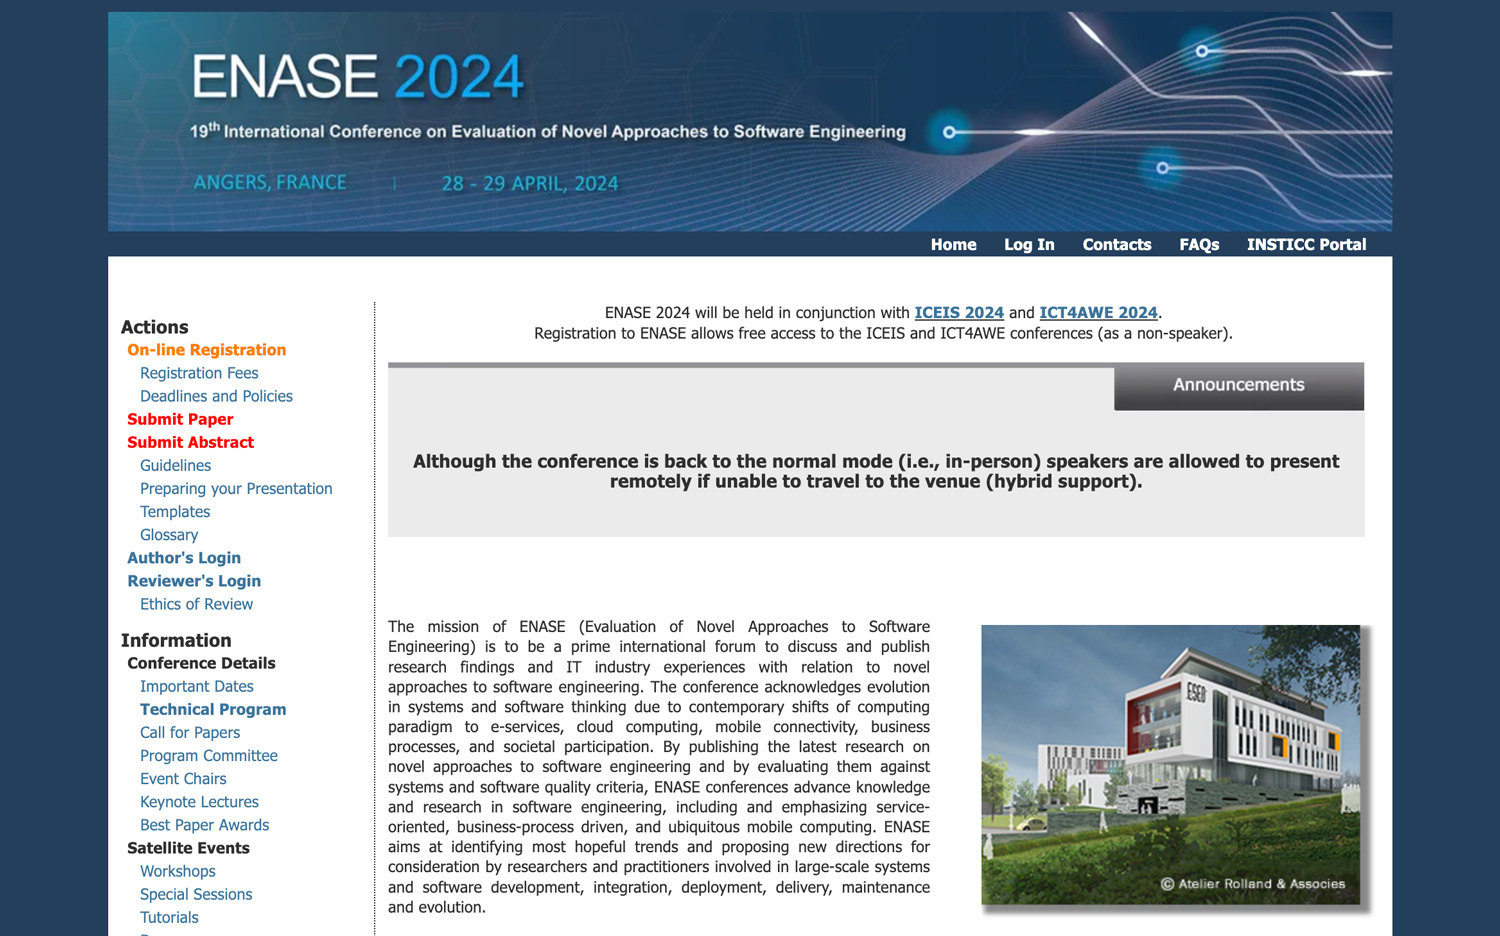 ENASE 2024
19th International Conference on Evaluation of Novel Approaches to Software Engineering
ANGERS, FRANCE | 28 - 29 APRIL, 2024
Home Log In Contacts FAQs INSTICC Portal
Actions
On-line Registration
Registration Fees
Deadlines and Policies
Submit Paper
Submit Abstract
Guidelines
Preparing your Presentation
Templates
Glossary
Author's Login
Reviewer's Login
Ethics of Review
Information
Conference Details
Important Dates
Technical Program
Call for Papers
Program Committee
Event Chairs
Keynote Lectures
Best Paper Awards
Satellite Events
Workshops
Special Sessions
Tutorials
ENASE 2024 will be held in conjunction with ICEIS 2024 and ICT4AWE 2024.
Registration to ENASE allows free access to the ICEIS and ICT4AWE conferences (as a non-speaker).
Announcements
Although the conference is back to the normal mode (i.e., in-person) speakers are allowed to present
remotely if unable to travel to the venue (hybrid support).
The mission of ENASE (Evaluation of Novel Approaches to Software
Engineering) is to be a prime international forum to discuss and publish
research findings and IT industry experiences with relation to novel
approaches to software engineering. The conference acknowledges evolution
in systems and software thinking due to contemporary shifts of computing
paradigm to e-services, cloud computing, mobile connectivity, business
processes, and societal participation. By publishing the latest research on
novel approaches to software engineering and by evaluating them against
systems and software quality criteria, ENASE conferences advance knowledge
and research in software engineering, including and emphasizing service-
oriented, business-process driven, and ubiquitous mobile computing. ENASE
aims at identifying most hopeful trends and proposing new directions for
consideration by researchers and practitioners involved in large-scale systems
and software development, integration, deployment, delivery, maintenance
and evolution.
ESEO
© Atelier Rolland & Associes